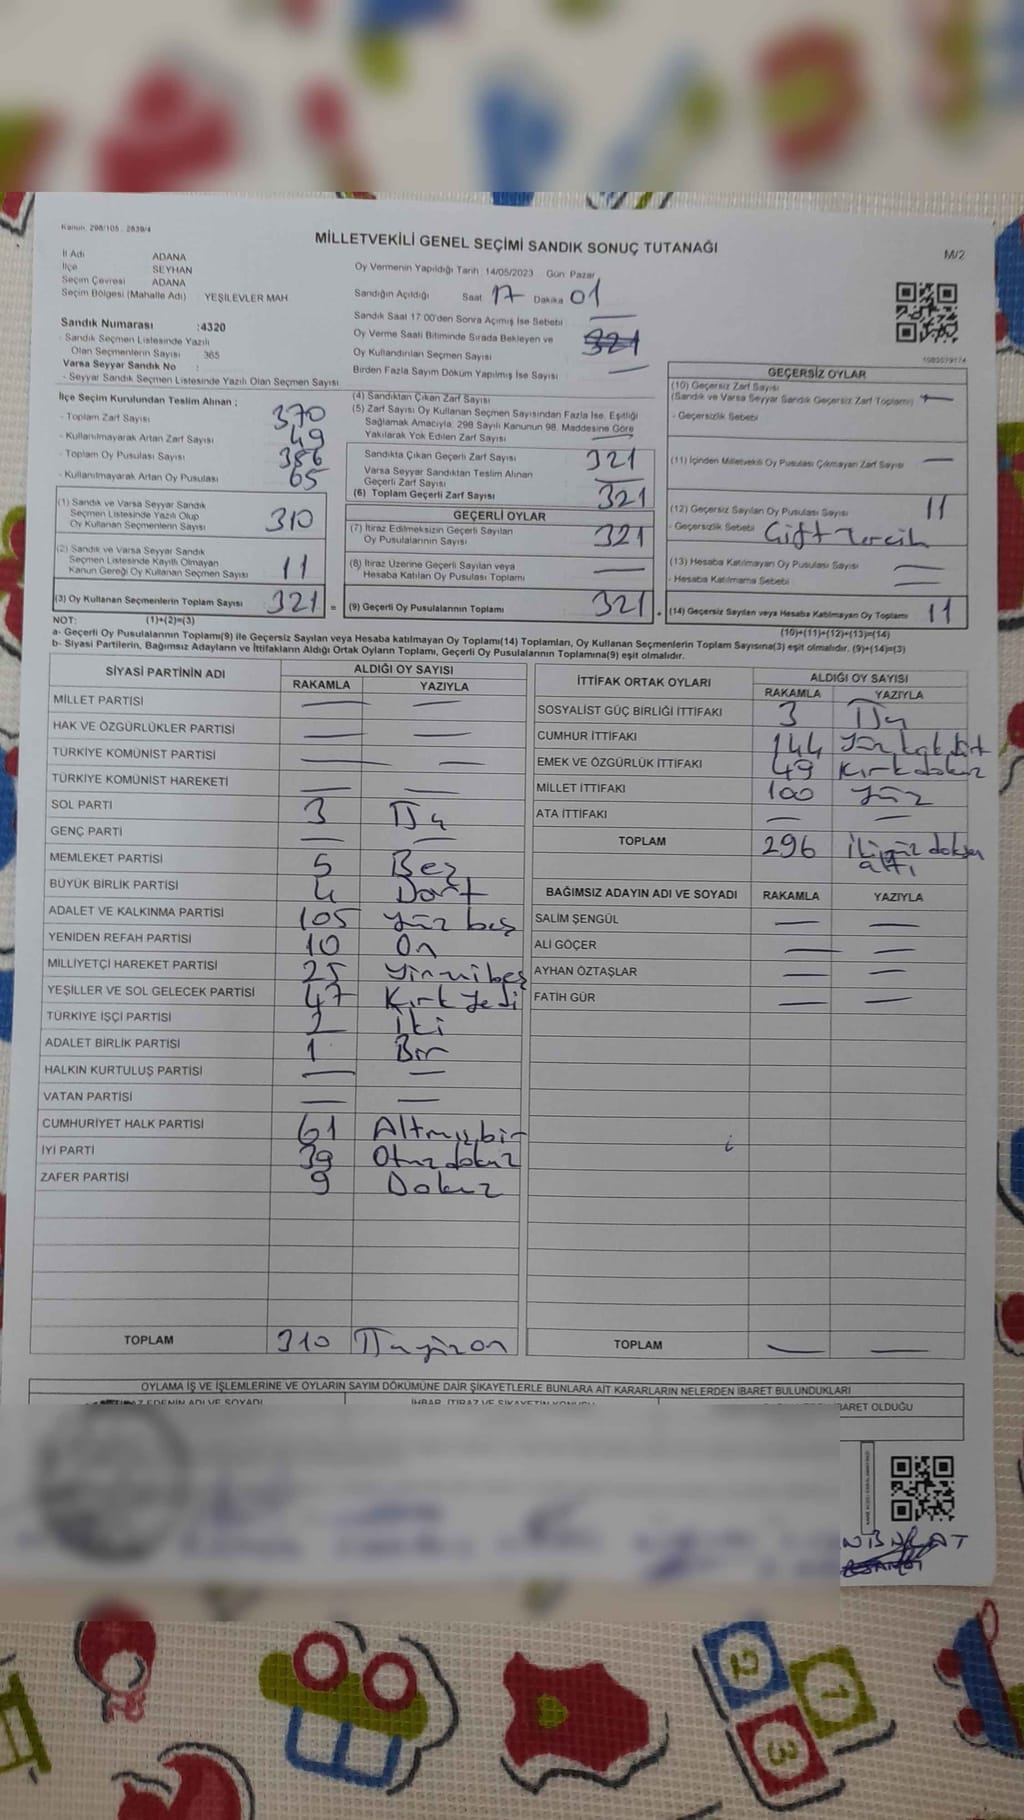 Kanun: 298/105 - 2839/4
MİLLETVEKİLİ GENEL SEÇİMİ SANDIK SONUÇ TUTANAĞI
M/2
İl Adı ADANA
İlçe SEYHAN
Seçim Çevresi ADANA
Seçim Bölgesi (Mahalle Adı) YEŞİLEVLER MAH.
Oy Vermenin Yapıldığı Tarih: 14/05/2023 Gün: Pazar
Sandığın Açıldığı Saat 17 Dakika 01
Sandık Saat 17:00'den Sonra Açımış İse Sebebi —
Oy Verme Saati Bitiminde Sırada Bekleyen ve
Oy Kullandırılan Seçmen Sayısı
Birden Fazla Sayım Döküm Yapılmış İse Sayısı —
Sandık Numarası :4320
- Sandık Seçmen Listesinde Yazılı
Olan Seçmenlerin Sayısı : 365
Varsa Seyyar Sandık No :
- Seyyar Sandık Seçmen Listesinde Yazılı Olan Seçmen Sayısı
İlçe Seçim Kurulundan Teslim Alınan :
- Toplam Zarf Sayısı 370
- Kullanılmayarak Artan Zarf Sayısı 49
- Toplam Oy Pusulası Sayısı 386
- Kullanılmayarak Artan Oy Pusulası 65
(1) Sandık ve Varsa Seyyar Sandık
Seçmen Listesinde Yazılı Olup
Oy Kullanan Seçmenlerin Sayısı 310
(2) Sandık ve Varsa Seyyar Sandık
Seçmen Listesinde Kayıtlı Olmayan
Kanun Gereği Oy Kullanan Seçmen Sayısı 11
(3) Oy Kullanan Seçmenlerin Toplam Sayısı 321 =
(4) Sandıktan Çıkan Zarf Sayısı
(5) Zarf Sayısı Oy Kullanan Seçmen Sayısından Fazla İse, Eşitliği
Sağlamak Amacıyla, 298 Sayılı Kanunun 98. Maddesine Göre
Yakılarak Yok Edilen Zarf Sayısı —
Sandıkta Çıkan Geçerli Zarf Sayısı 321
Varsa Seyyar Sandıktan Teslim Alınan
Geçerli Zarf Sayısı —
(6) Toplam Geçerli Zarf Sayısı 321
GEÇERLİ OYLAR
(7) İtiraz Edilmeksizin Geçerli Sayılan
Oy Pusulalarının Sayısı 321
(8) İtiraz Üzerine Geçerli Sayılan veya
Hesaba Katılan Oy Pusulası Toplamı —
(9) Geçerli Oy Pusulalarının Toplamı 321
1083579174
GEÇERSİZ OYLAR
(10) Geçersiz Zarf Sayısı
(Sandık ve Varsa Seyyar Sandık Geçersiz Zarf Toplamı) —
- Geçersizlik Sebebi
(11) İçinden Milletvekili Oy Pusulası Çıkmayan Zarf Sayısı —
(12) Geçersiz Sayılan Oy Pusulası Sayısı 11
- Geçersizlik Sebebi Çift Tercih
(13) Hesaba Katılmayan Oy Pusulası Sayısı —
- Hesaba Katılmama Sebebi —
(14) Geçersiz Sayılan veya Hesaba Katılmayan Oy Toplamı 11
NOT: (1)+(2)=(3) (10)+(11)+(12)+(13)=(14)
a- Geçerli Oy Pusulalarının Toplamı(9) ile Geçersiz Sayılan veya Hesaba katılmayan Oy Toplamı(14) Toplamları, Oy Kullanan Seçmenlerin Toplam Sayısına(3) eşit olmalıdır. (9)+(14)=(3)
b- Siyasi Partilerin, Bağımsız Adayların ve İttifakların Aldığı Ortak Oyların Toplamı, Geçerli Oy Pusulalarının Toplamına(9) eşit olmalıdır.
SİYASİ PARTİNİN ADI ALDIĞI OY SAYISI
RAKAMLA YAZIYLA
MİLLET PARTİSİ — —
HAK VE ÖZGÜRLÜKLER PARTİSİ — —
TÜRKİYE KOMÜNİST PARTİSİ — —
TÜRKİYE KOMÜNİST HAREKETİ — —
SOL PARTİ 3 Üç
GENÇ PARTİ — —
MEMLEKET PARTİSİ 5 Beş
BÜYÜK BİRLİK PARTİSİ 4 Dört
ADALET VE KALKINMA PARTİSİ 105 Yüz beş
YENİDEN REFAH PARTİSİ 10 On
MİLLİYETÇİ HAREKET PARTİSİ 25 Yirmibeş
YEŞİLLER VE SOL GELECEK PARTİSİ 47 Kırk Yedi
TÜRKİYE İŞÇİ PARTİSİ 2 İki
ADALET BİRLİK PARTİSİ 1 Bir
HALKIN KURTULUŞ PARTİSİ — —
VATAN PARTİSİ — —
CUMHURİYET HALK PARTİSİ 61 Altmışbir
İYİ PARTİ 39 Otuzdokuz
ZAFER PARTİSİ 9 Dokuz
TOPLAM 310 Üçyüzon
İTTİFAK ORTAK OYLARI ALDIĞI OY SAYISI
RAKAMLA YAZIYLA
SOSYALİST GÜÇ BİRLİĞİ İTTİFAKI 3 Üç
CUMHUR İTTİFAKI 144 Yüz
EMEK VE ÖZGÜRLÜK İTTİFAKI 49 Kırkdokuz
MİLLET İTTİFAKI 100 Yüz
ATA İTTİFAKI — —
TOPLAM 296 İkiyüz doksan
altı
BAĞIMSIZ ADAYIN ADI VE SOYADI RAKAMLA YAZIYLA
SALİM ŞENGÜL — —
ALİ GÖÇER — —
AYHAN ÖZTAŞLAR — —
FATİH GÜR — —
TOPLAM — —
OYLAMA İŞ VE İŞLEMLERİNE VE OYLARIN SAYIM DÖKÜMÜNE DAİR ŞİKAYETLERLE BUNLARA AİT KARARLARIN NELERDEN İBARET BULUNDUKLARI
EDENİN ADI VE SOYADI İHBAR, İTİRAZ VE ŞİKAYETİN KONUSU İBARET OLDUĞU